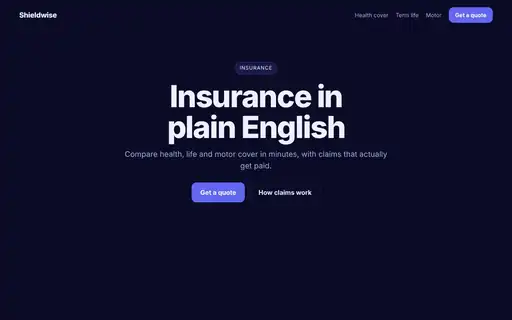 Shieldwise
Health cover Term life Motor Get a quote
INSURANCE
Insurance in
plain English
Compare health, life and motor cover in minutes, with claims that actually
get paid.
Get a quote How claims work